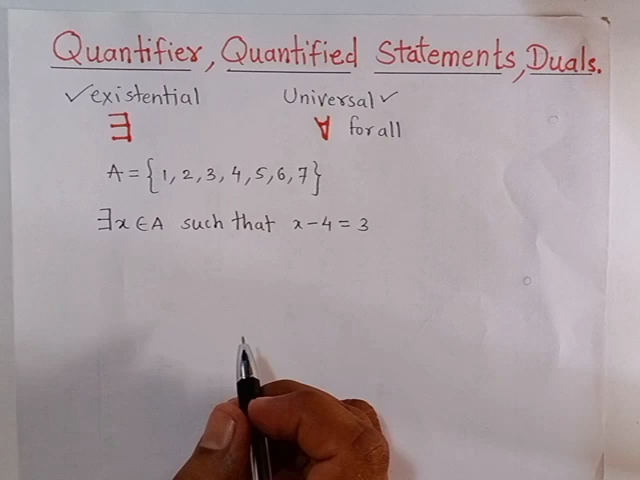 Quantifier, Quantified Statements, Duals.
✓existential Universal✓
∃ ∀ for all
A = {1, 2, 3, 4, 5, 6, 7}
∃x ∈ A such that x - 4 = 3